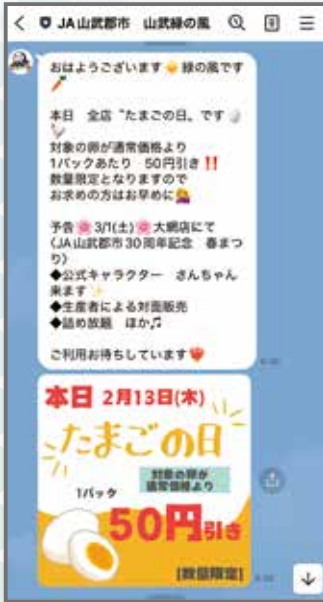 JA山武郡市 山武緑の風
おはようございます☀️緑の風です
🥕
本日 全店〝たまごの日〟です🥚
🐓
対象の卵が通常価格より
1パックあたり 50円引き‼️
数量限定となりますので
お求めの方はお早めに🙇‍♀️
予告🌸3/1(土)🌸大網店にて
(JA山武郡市30周年記念 春まつ
り)
◆公式キャラクター さんちゃん
来ます✨
◆生産者による対面販売
◆詰め放題 ほか♫
ご利用お待ちしています
本日 2月13日(木)
たまごの日
対象の卵が
通常価格より
1パック
50円引き
[数量限定]